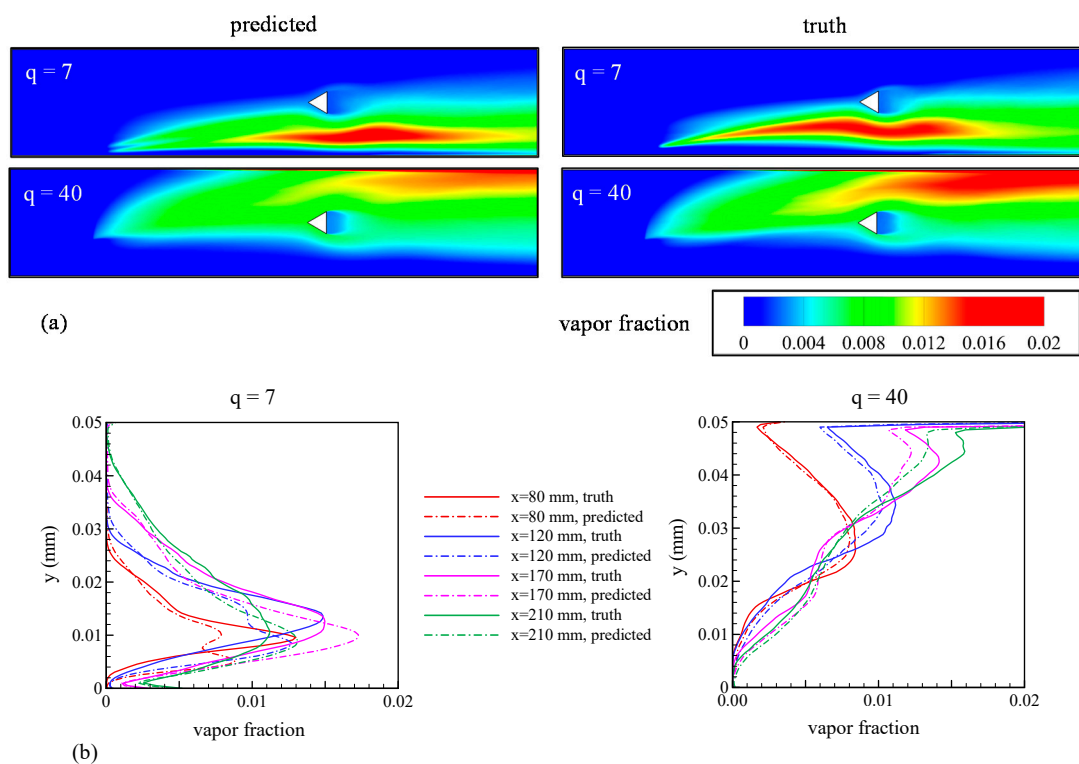 predicted
truth
q = 7
q = 7
q = 40
q = 40
(a)
vapor fraction
0 0.004 0.008 0.012 0.016 0.02
q = 7
q = 40
0.05
0.04
0.03
0.02
0.01
0
y (mm)
0 0.01 0.02
vapor fraction
x=80 mm, truth
x=80 mm, predicted
x=120 mm, truth
x=120 mm, predicted
x=170 mm, truth
x=170 mm, predicted
x=210 mm, truth
x=210 mm, predicted
0.05
0.04
0.03
0.02
0.01
0
y (mm)
0.00 0.01 0.02
vapor fraction
(b)